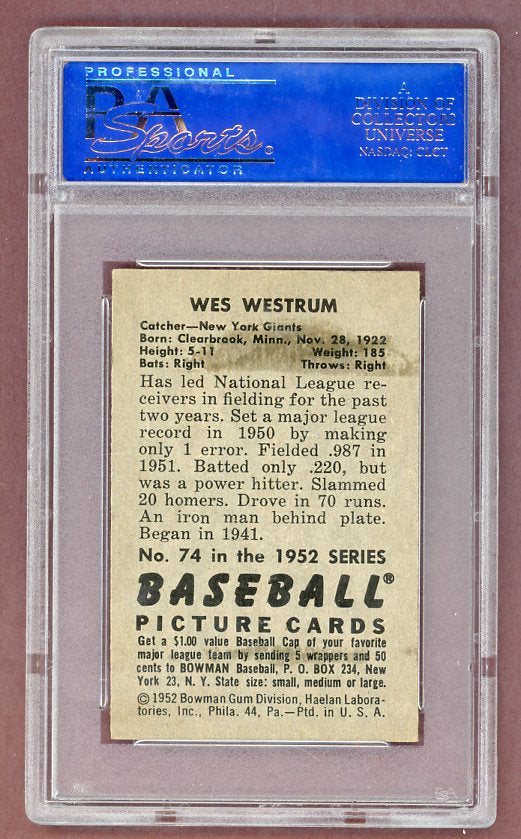 PROFESSIONAL
PSA
Sports®
AUTHENTICATOR
A
DIVISION OF
COLLECTORS
UNIVERSE
NASDAQ: CLCT
WES WESTRUM
Catcher—New York Giants
Born: Clearbrook, Minn., Nov. 28, 1922
Height: 5-11 Weight: 185
Bats: Right Throws: Right
Has led National League re-
ceivers in fielding for the past
two years. Set a major league
record in 1950 by making
only 1 error. Fielded .987 in
1951. Batted only .220, but
was a power hitter. Slammed
20 homers. Drove in 70 runs.
An iron man behind plate.
Began in 1941.
No. 74 in the 1952 SERIES
BASEBALL®
PICTURE CARDS
Get a $1.00 value Baseball Cap of your favorite
major league team by sending 5 wrappers and 50
cents to BOWMAN Baseball, P. O. BOX 234, New
York 23, N. Y. State size: small, medium or large.
©1952 Bowman Gum Division, Haelan Labora-
tories, Inc., Phila. 44, Pa.—Ptd. in U. S. A.
PSA